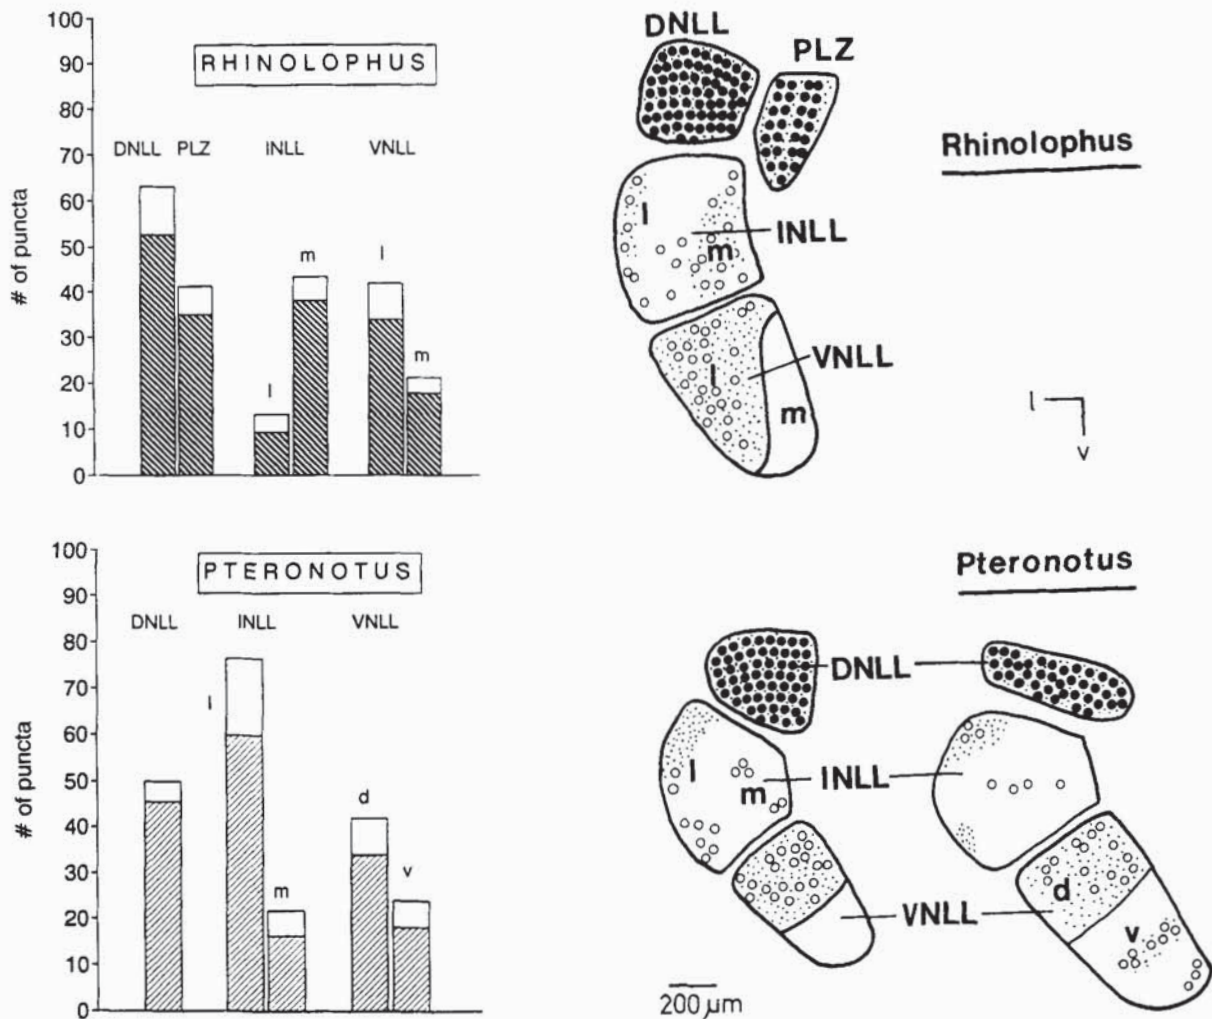 100
90
80
70
60
50
40
30
20
10
0
# of puncta
RHINOLOPHUS
DNLL PLZ INLL VNLL
l m l m
DNLL
PLZ
Rhinolophus
l
INLL
m
VNLL
l
m
l
v
100
90
80
70
60
50
40
30
20
10
0
# of puncta
PTERONOTUS
DNLL INLL VNLL
l m d v
Pteronotus
DNLL
l
INLL
m
d
VNLL
v
200 µm